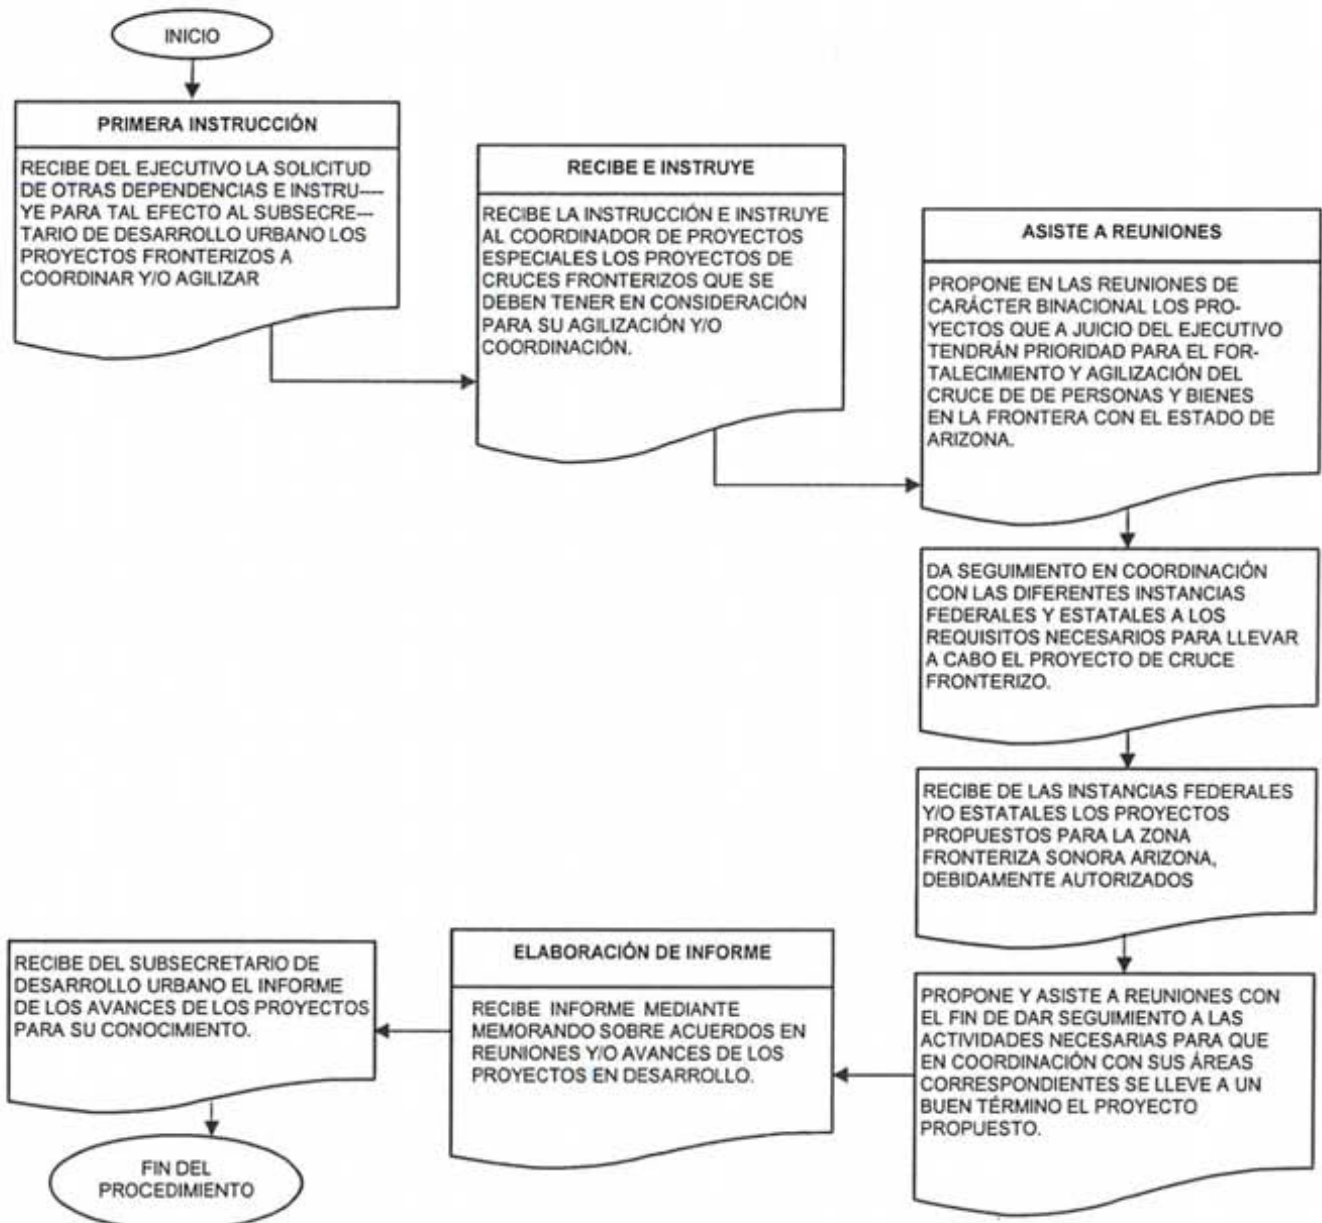 INICIO
PRIMERA INSTRUCCIÓN
RECIBE DEL EJECUTIVO LA SOLICITUD
DE OTRAS DEPENDENCIAS E INSTRU----
YE PARA TAL EFECTO AL SUBSECRE---
TARIO DE DESARROLLO URBANO LOS
PROYECTOS FRONTERIZOS A
COORDINAR Y/O AGILIZAR
RECIBE E INSTRUYE
RECIBE LA INSTRUCCIÓN E INSTRUYE
AL COORDINADOR DE PROYECTOS
ESPECIALES LOS PROYECTOS DE
CRUCES FRONTERIZOS QUE SE
DEBEN TENER EN CONSIDERACIÓN
PARA SU AGILIZACIÓN Y/O
COORDINACIÓN.
ASISTE A REUNIONES
PROPONE EN LAS REUNIONES DE
CARÁCTER BINACIONAL LOS PRO-
YECTOS QUE A JUICIO DEL EJECUTIVO
TENDRÁN PRIORIDAD PARA EL FOR-
TALECIMIENTO Y AGILIZACIÓN DEL
CRUCE DE DE PERSONAS Y BIENES
EN LA FRONTERA CON EL ESTADO DE
ARIZONA.
DA SEGUIMIENTO EN COORDINACIÓN
CON LAS DIFERENTES INSTANCIAS
FEDERALES Y ESTATALES A LOS
REQUISITOS NECESARIOS PARA LLEVAR
A CABO EL PROYECTO DE CRUCE
FRONTERIZO.
RECIBE DE LAS INSTANCIAS FEDERALES
Y/O ESTATALES LOS PROYECTOS
PROPUESTOS PARA LA ZONA
FRONTERIZA SONORA ARIZONA,
DEBIDAMENTE AUTORIZADOS
PROPONE Y ASISTE A REUNIONES CON
EL FIN DE DAR SEGUIMIENTO A LAS
ACTIVIDADES NECESARIAS PARA QUE
EN COORDINACIÓN CON SUS ÁREAS
CORRESPONDIENTES SE LLEVE A UN
BUEN TÉRMINO EL PROYECTO
PROPUESTO.
ELABORACIÓN DE INFORME
RECIBE INFORME MEDIANTE
MEMORANDO SOBRE ACUERDOS EN
REUNIONES Y/O AVANCES DE LOS
PROYECTOS EN DESARROLLO.
RECIBE DEL SUBSECRETARIO DE
DESARROLLO URBANO EL INFORME
DE LOS AVANCES DE LOS PROYECTOS
PARA SU CONOCIMIENTO.
FIN DEL
PROCEDIMIENTO